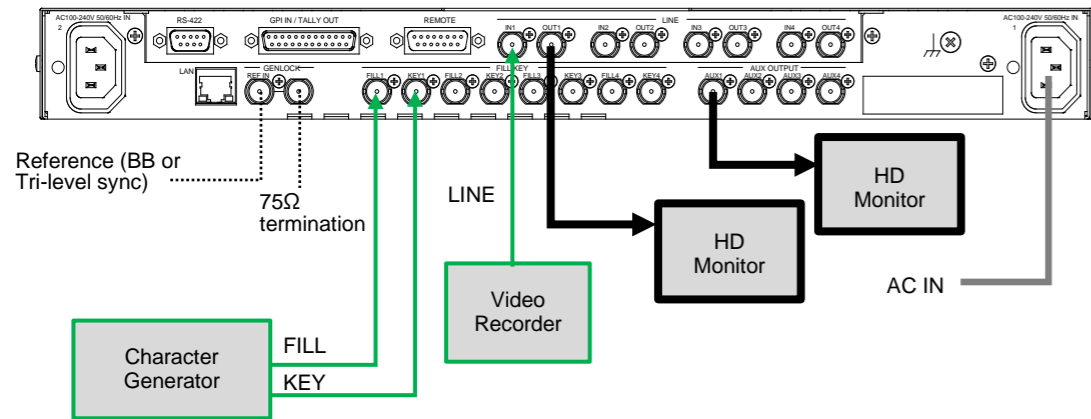 AC100-240V 50/60Hz IN
2
RS-422
GPI IN / TALLY OUT
REMOTE
LINE
IN1
OUT1
IN2
OUT2
IN3
OUT3
IN4
OUT4
AC100-240V 50/60Hz IN
1
LAN
GENLOCK
REF IN
FILL/KEY
FILL1
KEY1
FILL2
KEY2
FILL3
KEY3
FILL4
KEY4
AUX OUTPUT
AUX1
AUX2
AUX3
AUX4
Reference (BB or
Tri-level sync)
75Ω
termination
LINE
HD
Monitor
HD
Monitor
AC IN
Video
Recorder
Character
Generator
FILL
KEY